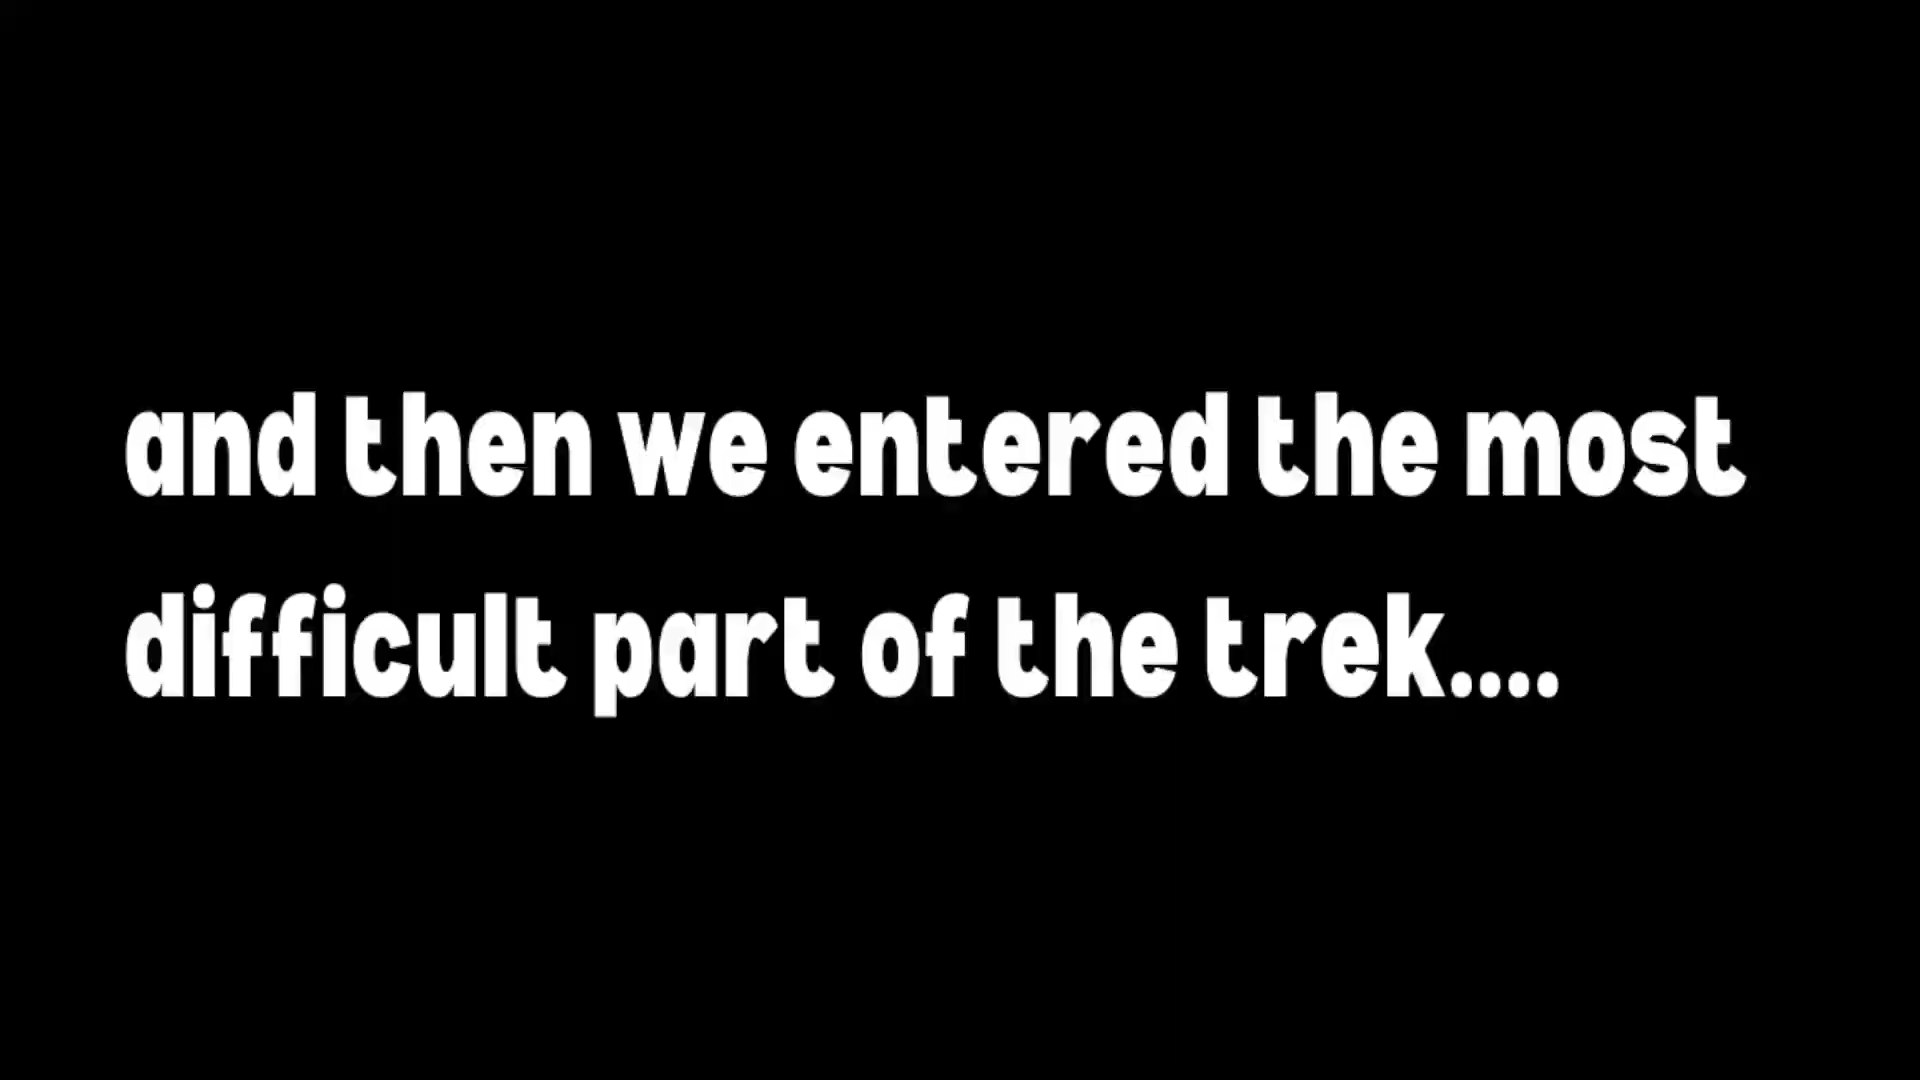 and then we entered the most
difficult part of the trek....